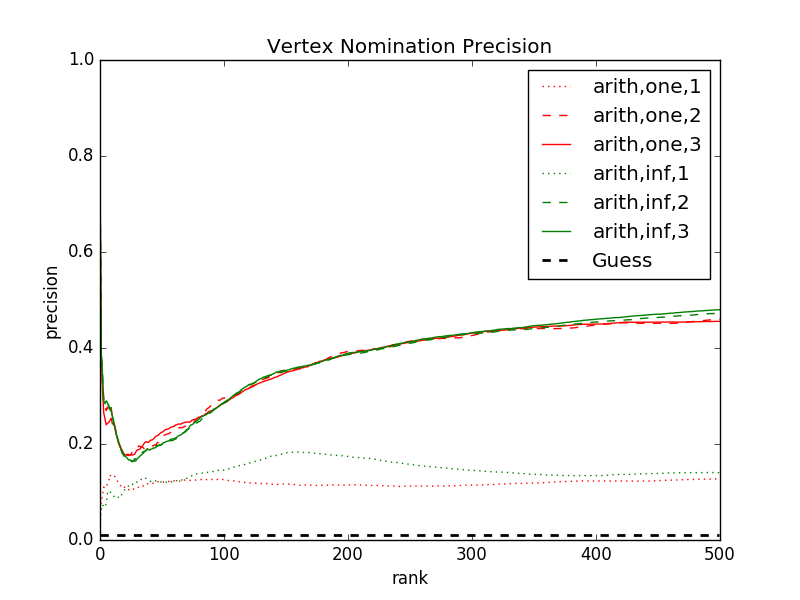 Vertex Nomination Precision
1.0
0.8
0.6
0.4
0.2
0.0
precision
arith,one,1
arith,one,2
arith,one,3
arith,inf,1
arith,inf,2
arith,inf,3
Guess
0 100 200 300 400 500
rank